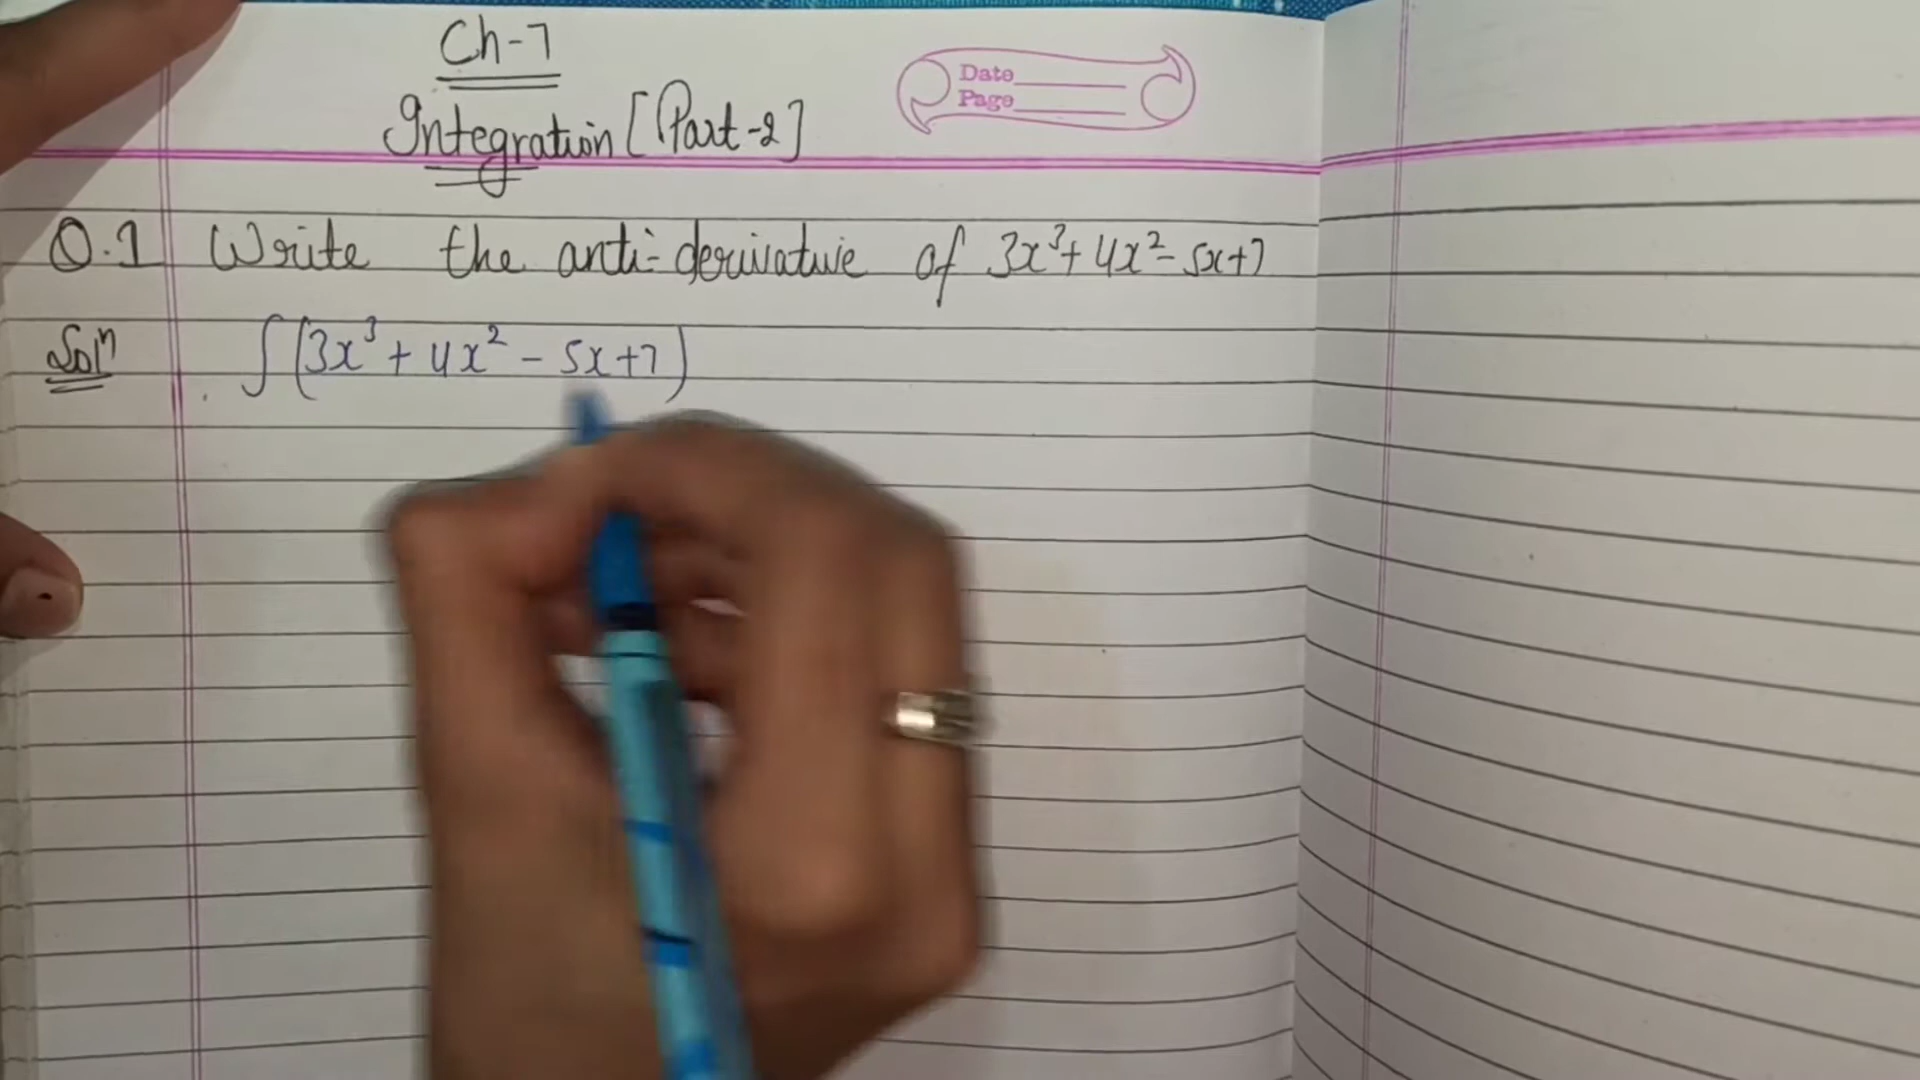 Ch-7
Integration [Part-2]
Date
Page
Q.1 Write the anti-derivative of 3x³+4x²-5x+7
Solⁿ ∫(3x³+4x²-5x+7)